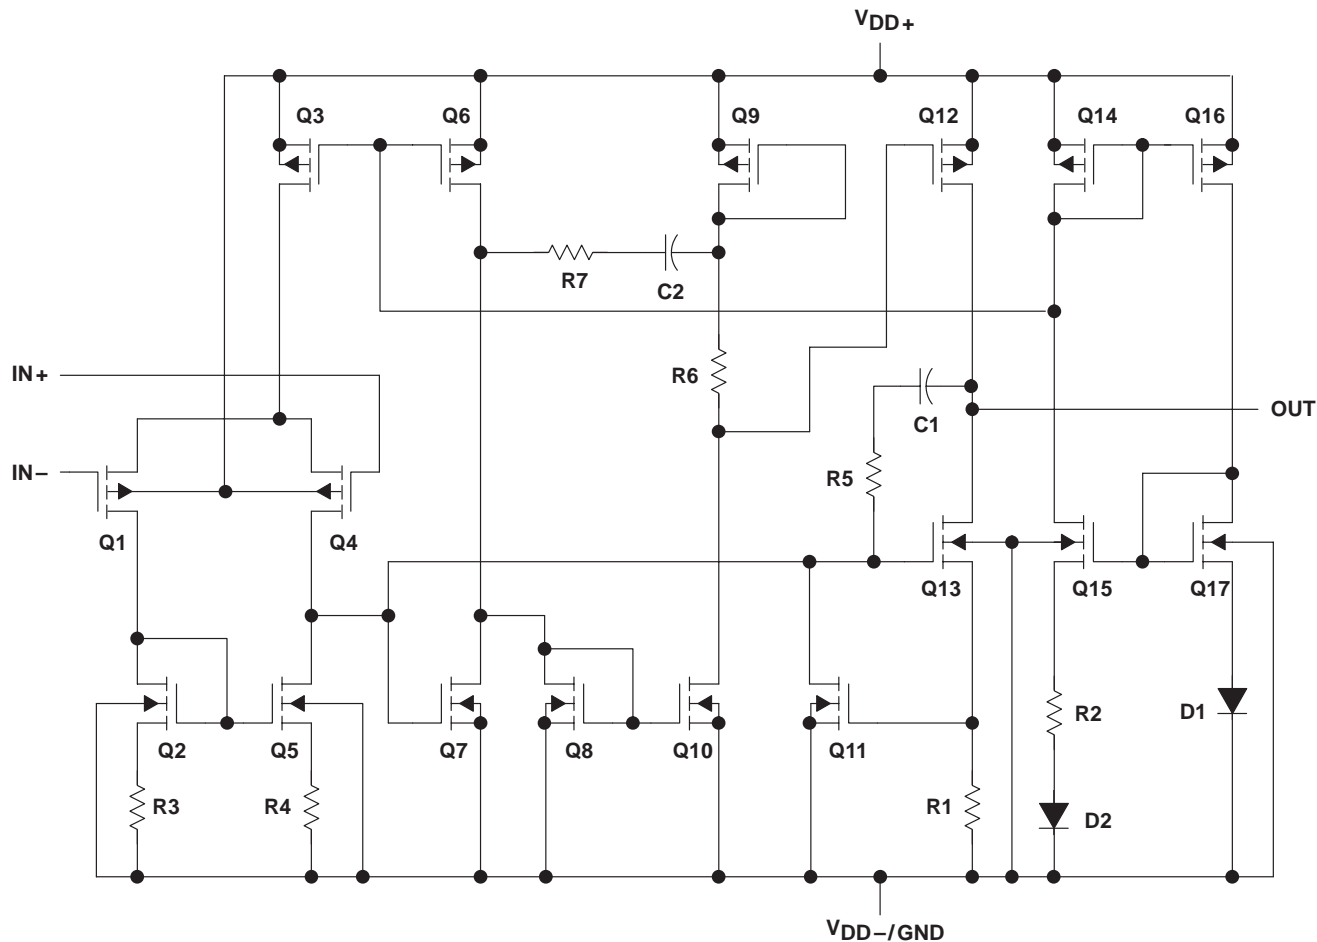 VDD+
Q3
Q6
Q9
Q12
Q14
Q16
R7
C2
IN+
R6
C1
OUT
IN−
R5
Q1
Q4
Q13
Q15
Q17
Q2
Q5
Q7
Q8
Q10
Q11
R2
D1
R3
R4
R1
D2
VDD−/GND